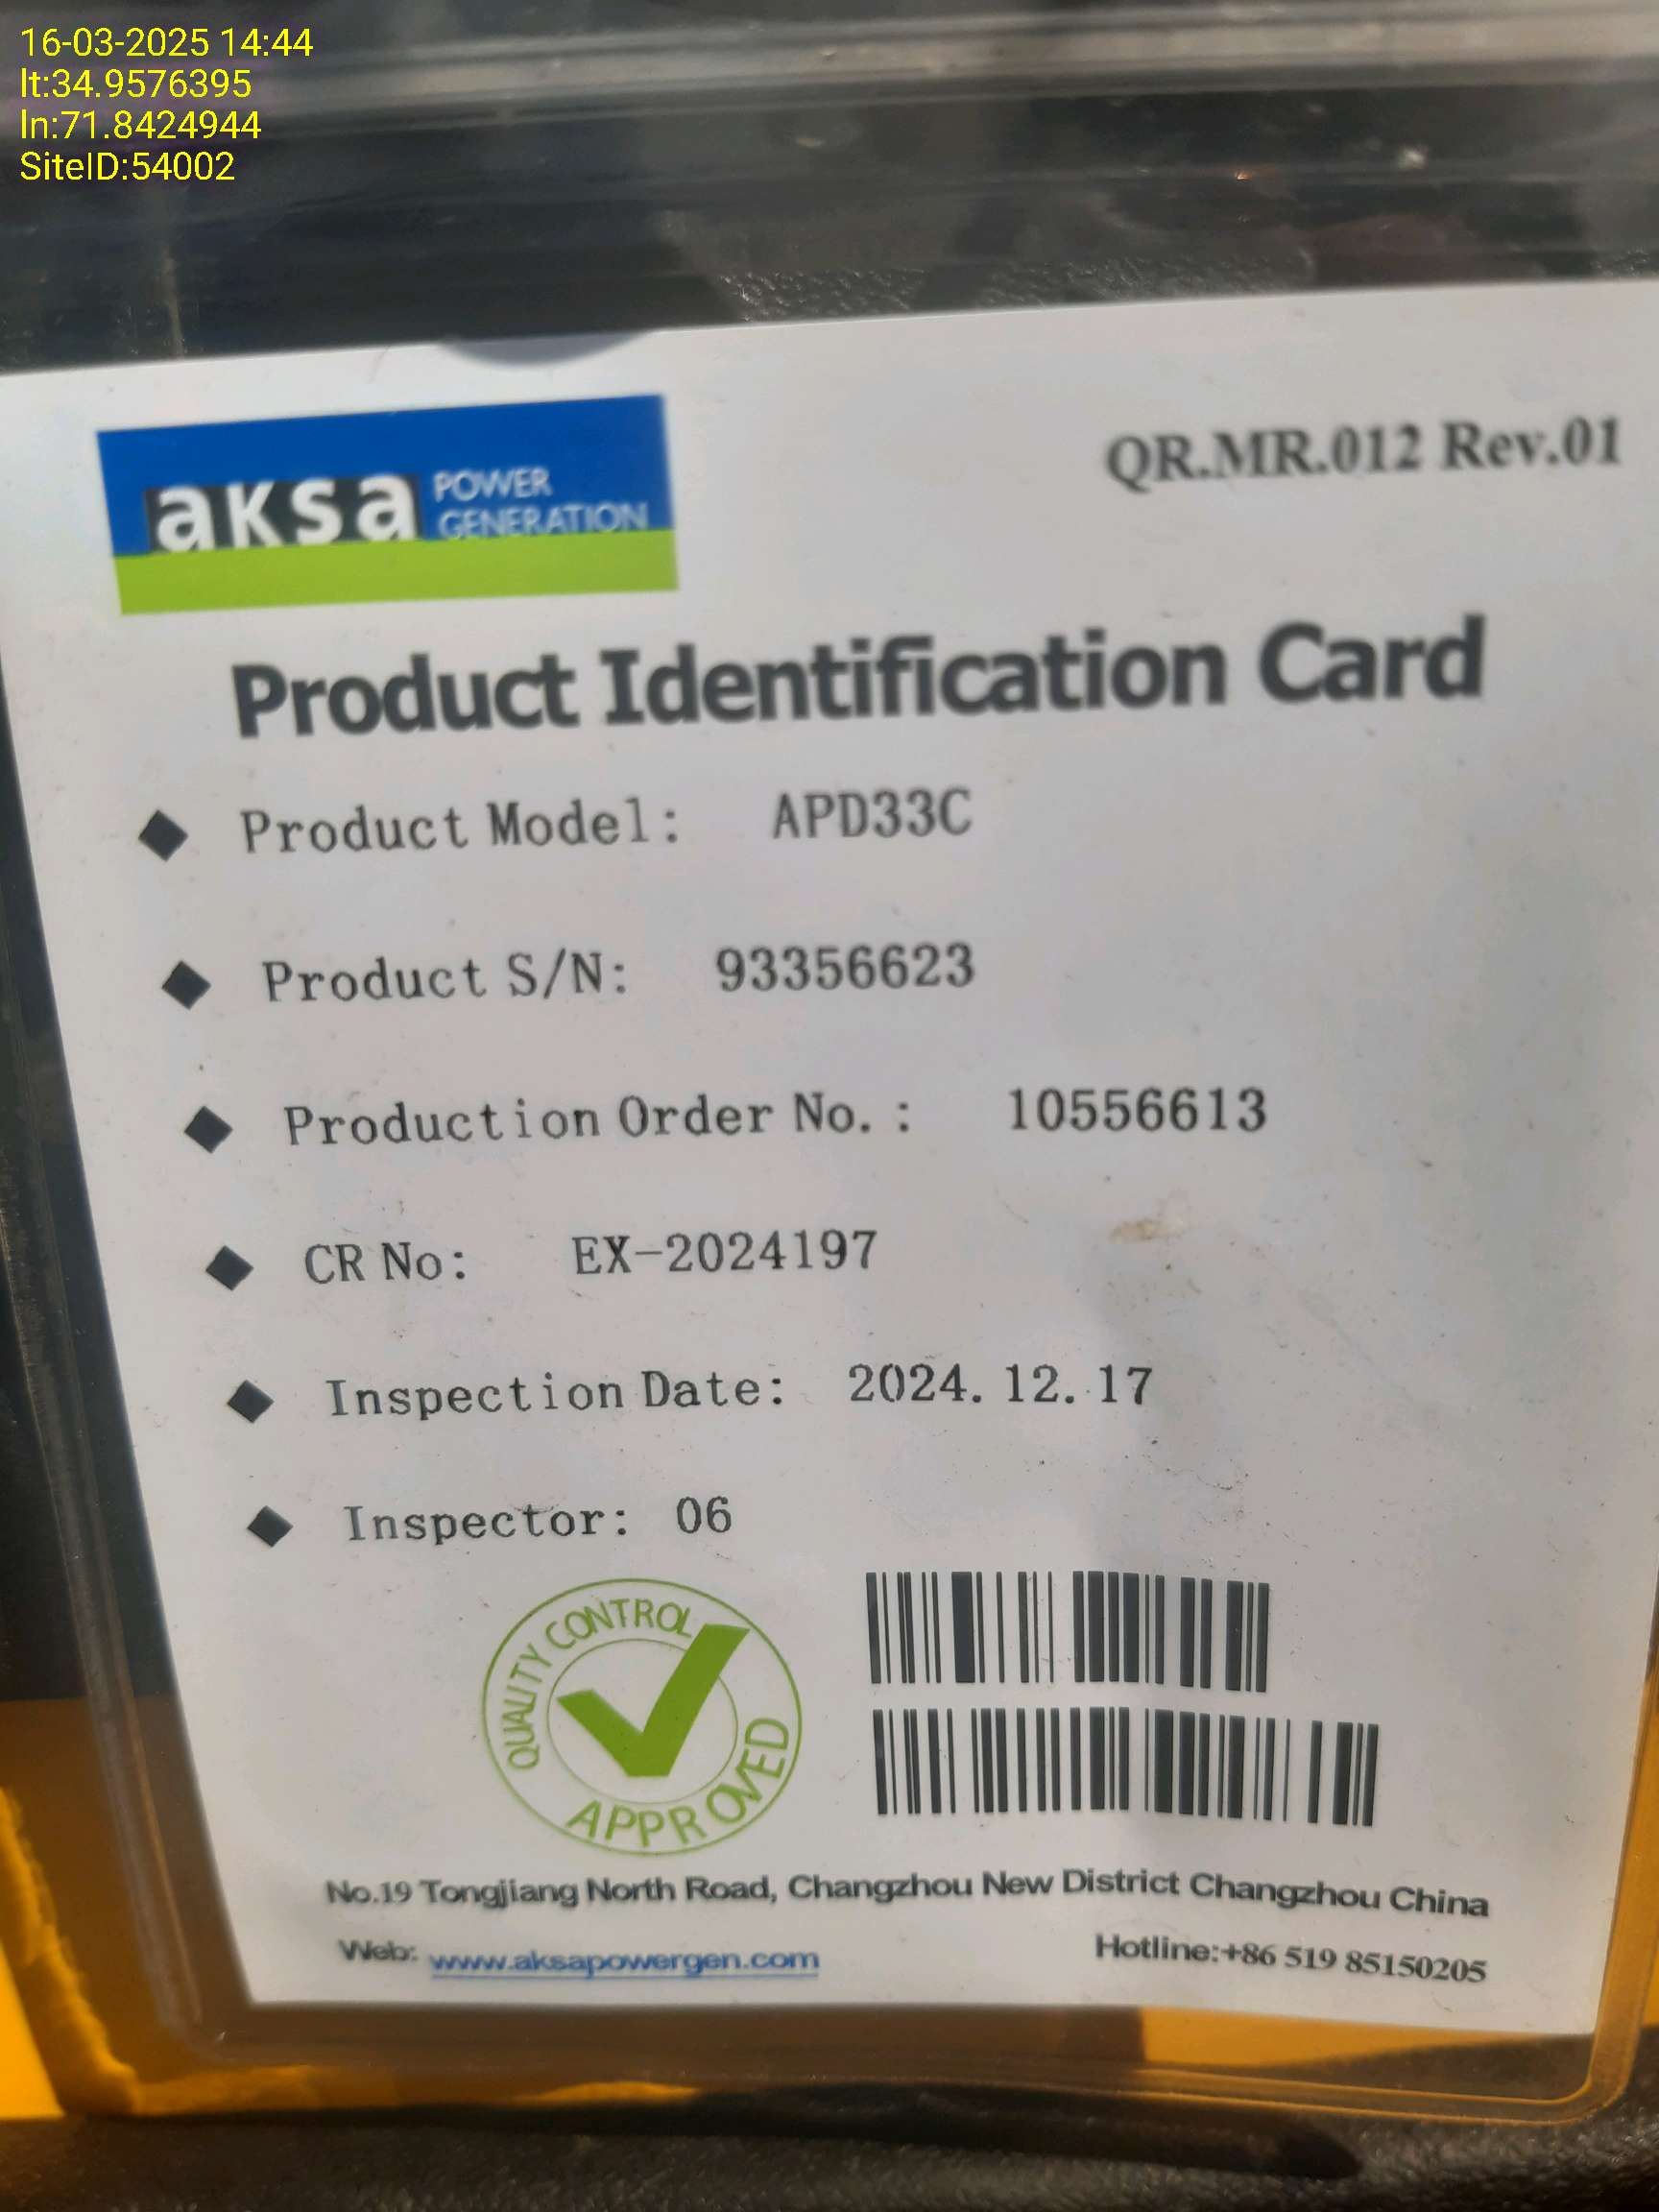 16-03-2025 14:44
lt:34.9576395
ln:71.8424944
SiteID:54002
aKsa POWER
GENERATION
QR.MR.012 Rev.01
Product Identification Card
◆ Product Model: APD33C
◆ Product S/N: 93356623
◆ Production Order No.: 10556613
◆ CR No: EX-2024197
◆ Inspection Date: 2024.12.17
◆ Inspector: 06
QUALITY CONTROL
APPROVED
No.19 Tongjiang North Road, Changzhou New District Changzhou China
Web: www.aksapowergen.com
Hotline:+86 519 85150205